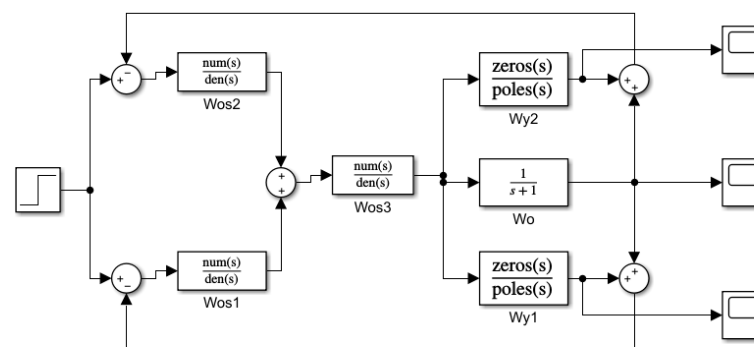 num(s)
den(s)
Wos2
zeros(s)
poles(s)
Wy2
num(s)
den(s)
Wos3
1
s+1
Wo
num(s)
den(s)
Wos1
zeros(s)
poles(s)
Wy1